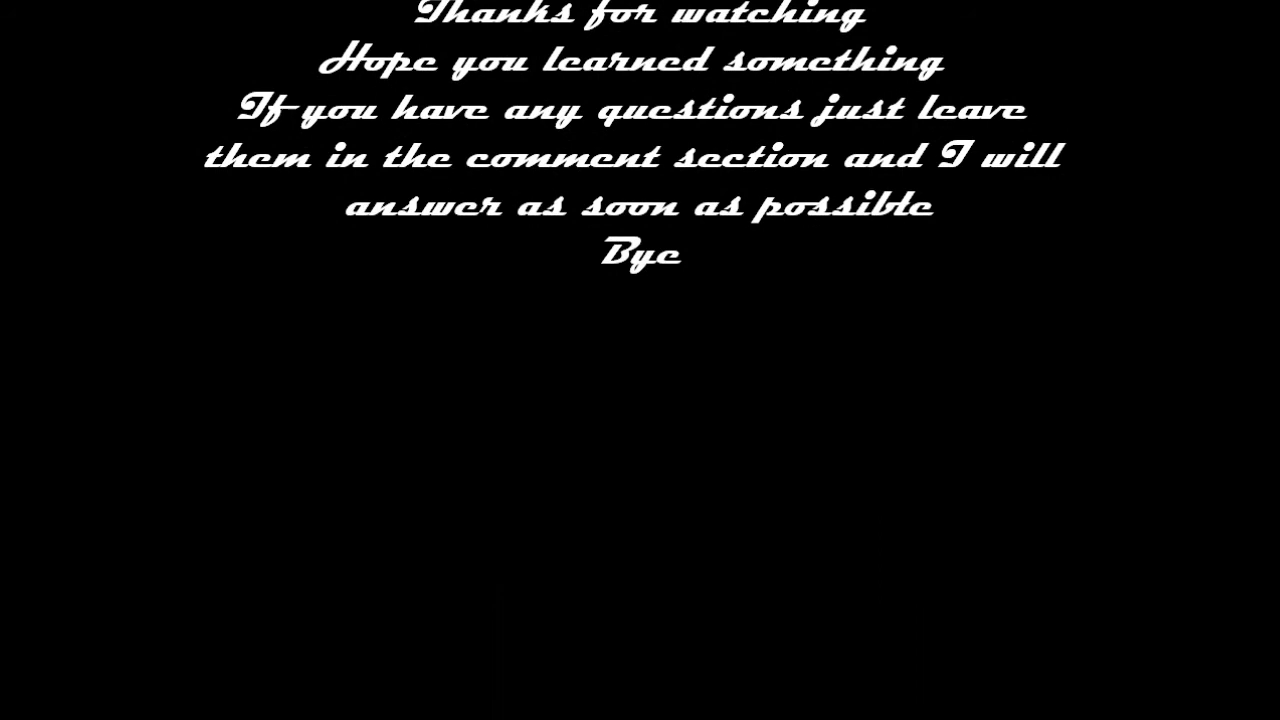 Thanks for watching
Hope you learned something
If you have any questions just leave
them in the comment section and I will
answer as soon as possible
Bye